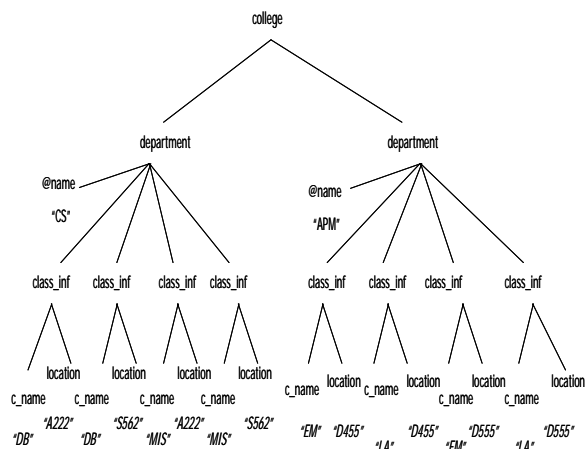 college
department department
@name @name
"CS" "APM"
class_inf class_inf class_inf class_inf class_inf class_inf class_inf class_inf
location location location location location location
c_name c_name c_name c_name c_name location c_name c_name c_name location
"A222" "S562" "A222" "S562" "EM" "D455" "D455" "D555" "D555"
"DB" "DB" "MIS" "MIS" "LA" "EM" "LA"